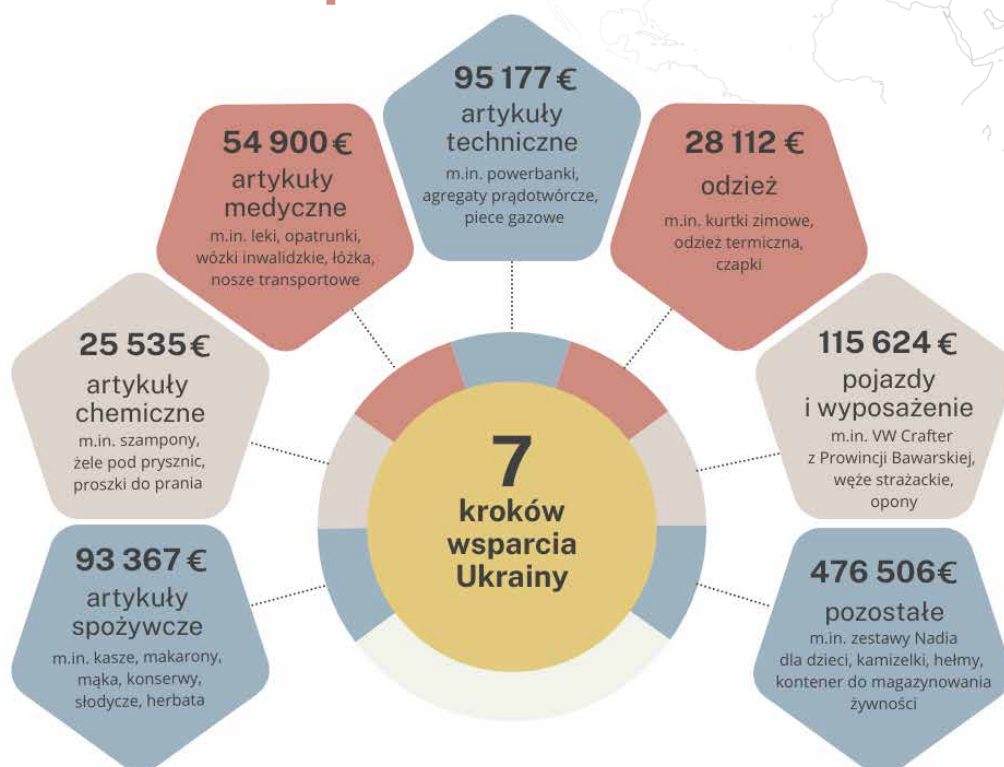 95 177 €
artykuły
techniczne
m.in. powerbanki,
agregaty prądotwórcze,
piece gazowe
54 900 €
artykuły
medyczne
m.in. leki, opatrunki,
wózki inwalidzkie, łóżka,
nosze transportowe
28 112 €
odzież
m.in. kurtki zimowe,
odzież termiczna,
czapki
25 535 €
artykuły
chemiczne
m.in. szampony,
żele pod prysznic,
proszki do prania
115 624 €
pojazdy
i wyposażenie
m.in. VW Crafter
z Prowincji Bawarskiej,
węże strażackie,
opony
7
kroków
wsparcia
Ukrainy
93 367 €
artykuły
spożywcze
m.in. kasze, makarony,
mąka, konserwy,
słodycze, herbata
476 506€
pozostałe
m.in. zestawy Nadia
dla dzieci, kamizelki, hełmy,
kontener do magazynowania
żywności